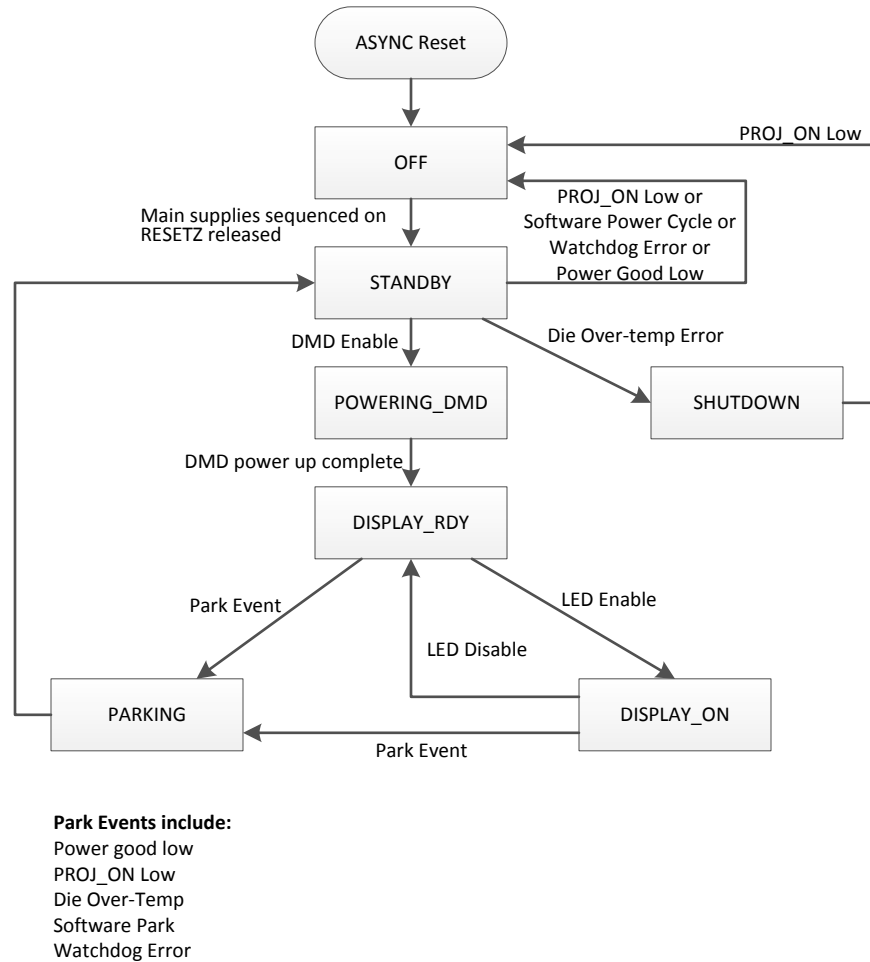 ASYNC Reset
PROJ_ON Low
OFF
PROJ_ON Low or
Software Power Cycle or
Watchdog Error or
Power Good Low
Main supplies sequenced on
RESETZ released
STANDBY
DMD Enable
Die Over-temp Error
POWERING_DMD
SHUTDOWN
DMD power up complete
DISPLAY_RDY
Park Event
LED Enable
LED Disable
PARKING
DISPLAY_ON
Park Event
Park Events include:
Power good low
PROJ_ON Low
Die Over-Temp
Software Park
Watchdog Error